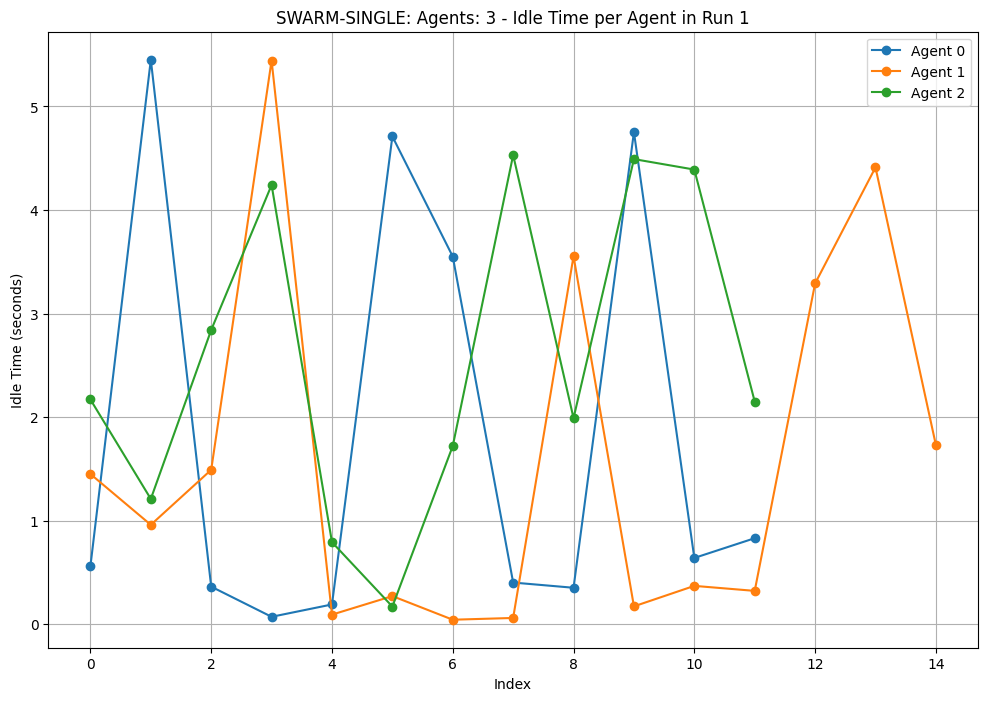 SWARM-SINGLE: Agents: 3 - Idle Time per Agent in Run 1
Agent 0
Agent 1
Agent 2
Idle Time (seconds)
5
4
3
2
1
0
0 2 4 6 8 10 12 14
Index